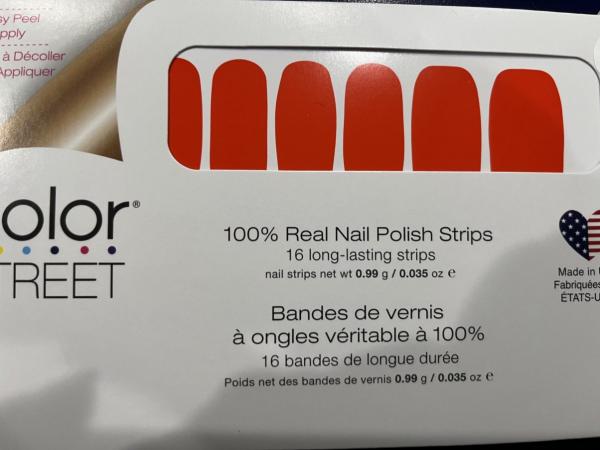 Peel
pply
à Décoller
Appliquer
olor®
TREET
100% Real Nail Polish Strips
16 long-lasting strips
nail strips net wt 0.99 g / 0.035 oz ℮
Bandes de vernis
à ongles véritable à 100%
16 bandes de longue durée
Poids net des bandes de vernis 0.99 g / 0.035 oz ℮
Made in
Fabriquées
ÉTATS-U